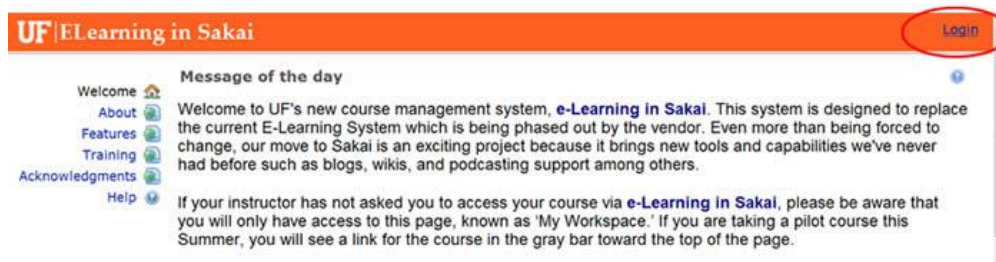 UF|ELearning in Sakai
Login
Message of the day
Welcome
About
Features
Training
Acknowledgments
Help
Welcome to UF's new course management system, e-Learning in Sakai. This system is designed to replace
the current E-Learning System which is being phased out by the vendor. Even more than being forced to
change, our move to Sakai is an exciting project because it brings new tools and capabilities we've never
had before such as blogs, wikis, and podcasting support among others.
If your instructor has not asked you to access your course via e-Learning in Sakai, please be aware that
you will only have access to this page, known as 'My Workspace.' If you are taking a pilot course this
Summer, you will see a link for the course in the gray bar toward the top of the page.